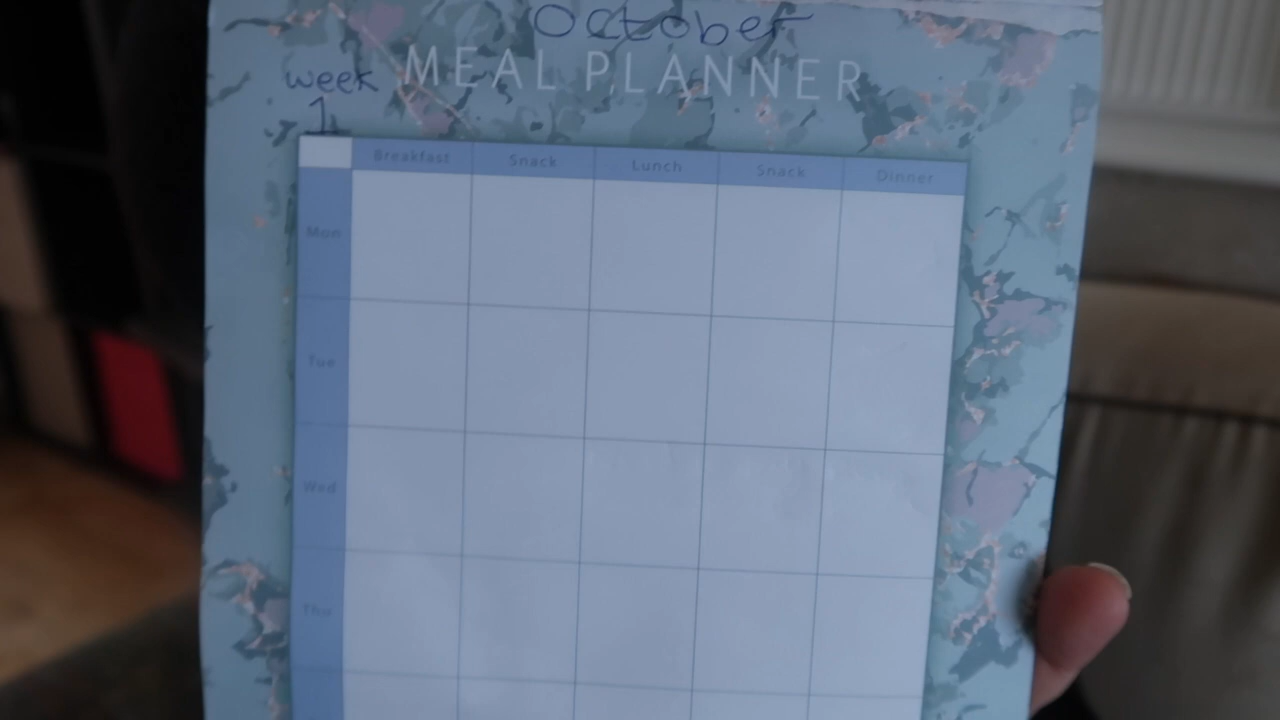 October
MEAL PLANNER
week
1
Breakfast Snack Lunch Snack Dinner
Mon
Tue
Wed
Thu